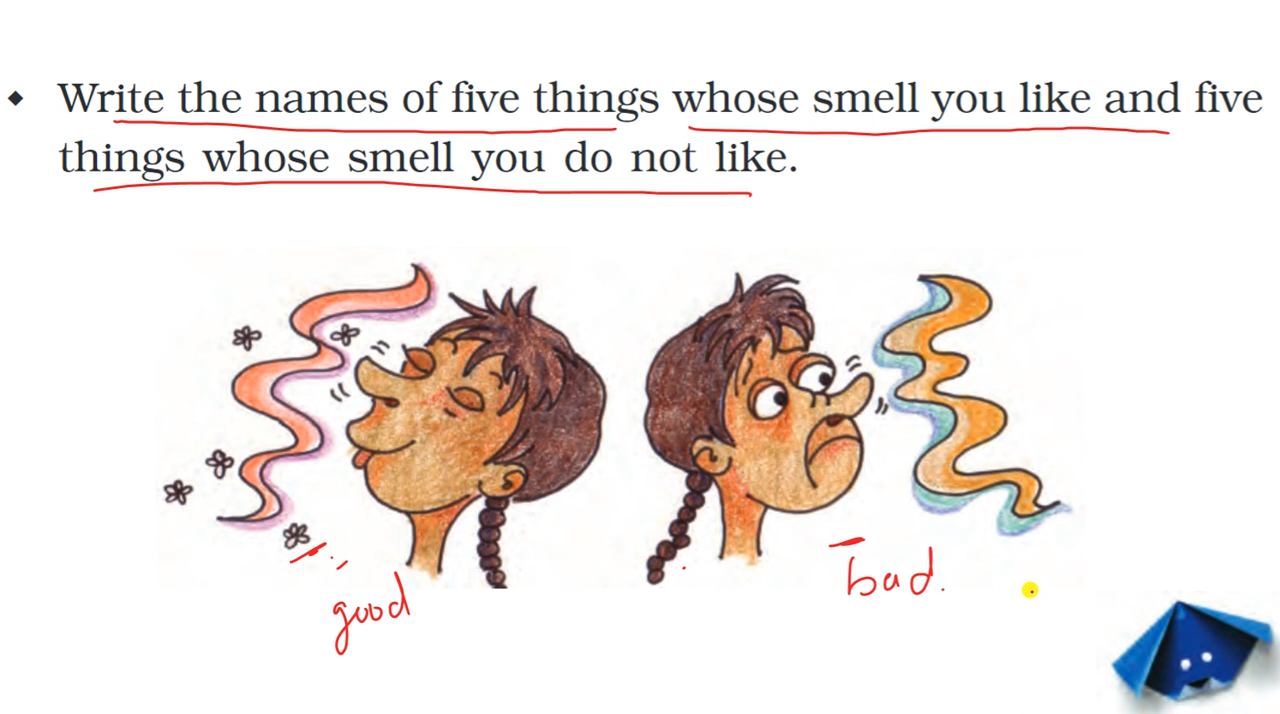 ◆ Write the names of five things whose smell you like and five
things whose smell you do not like.
good
bad.